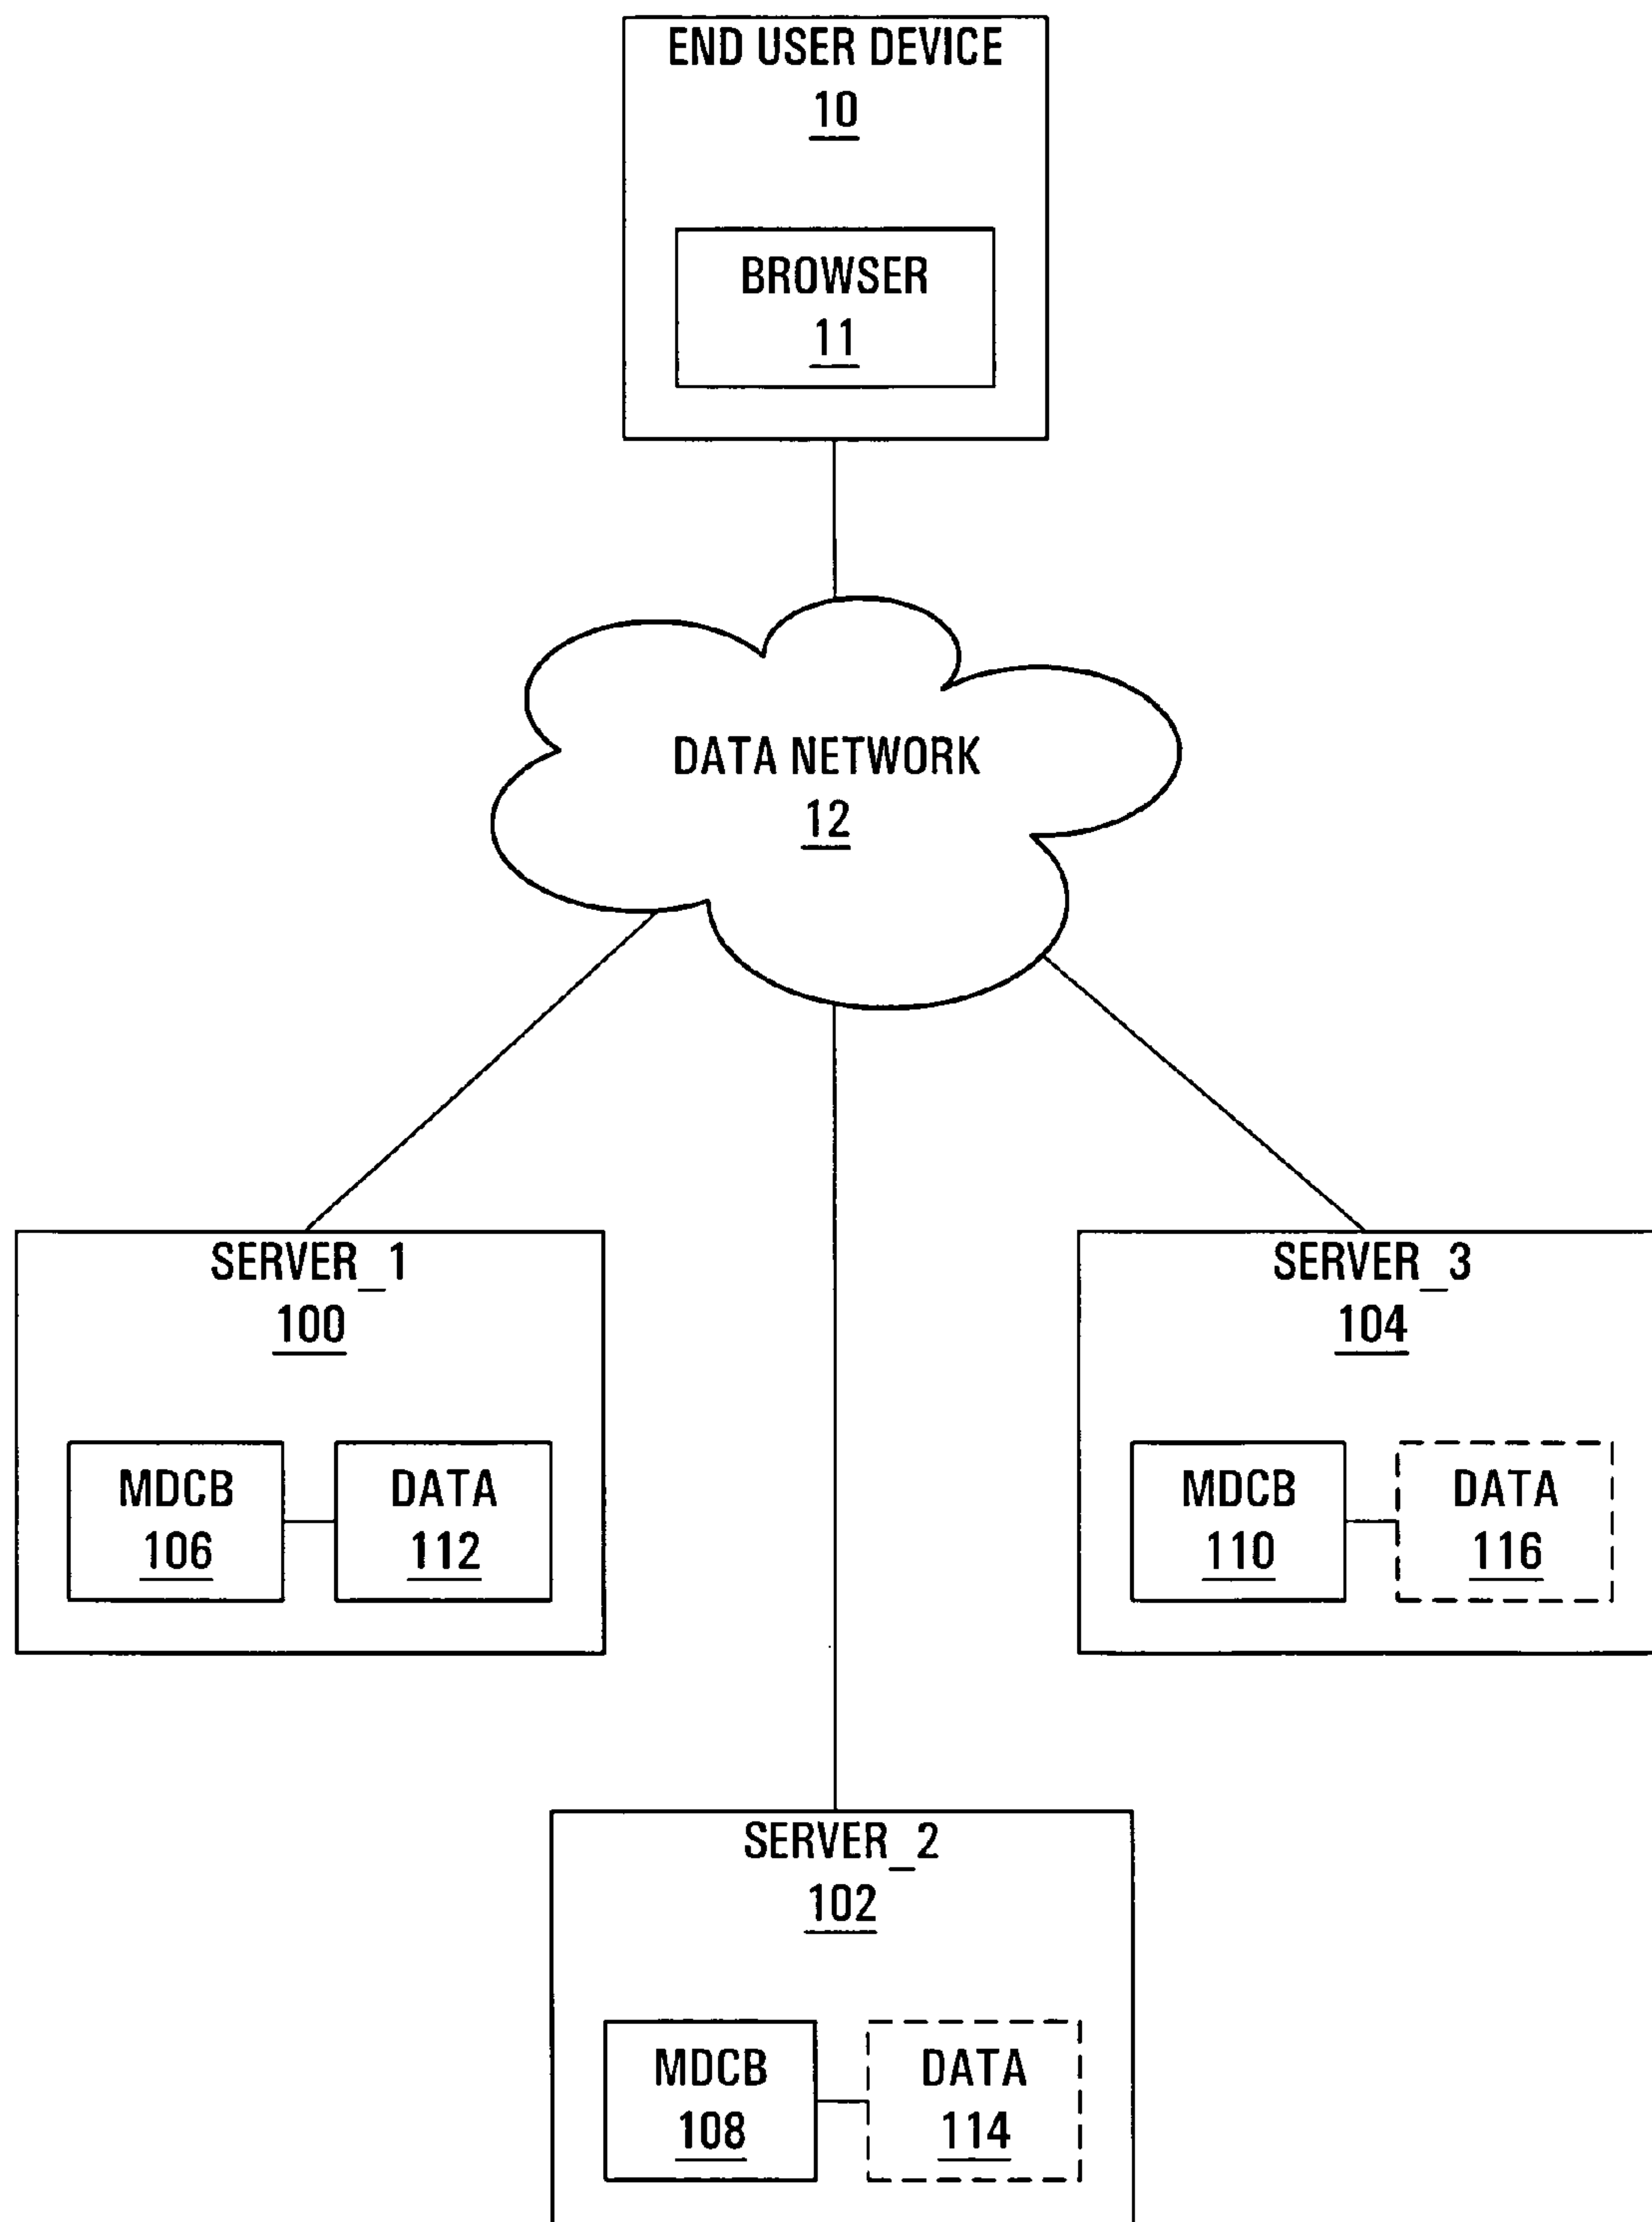 END USER DEVICE
10
BROWSER
11
DATA NETWORK
12
SERVER_1
100
MDCB
106
DATA
112
SERVER_3
104
MDCB
110
DATA
116
SERVER_2
102
MDCB
108
DATA
114